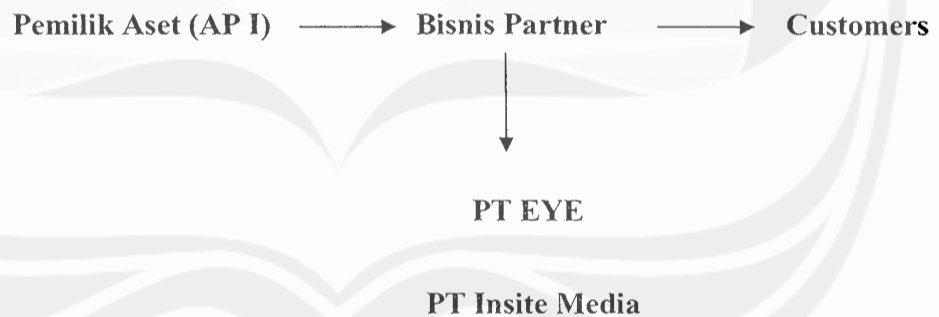 Pemilik Aset (AP I) Bisnis Partner Customers
PT EYE
PT Insite Media